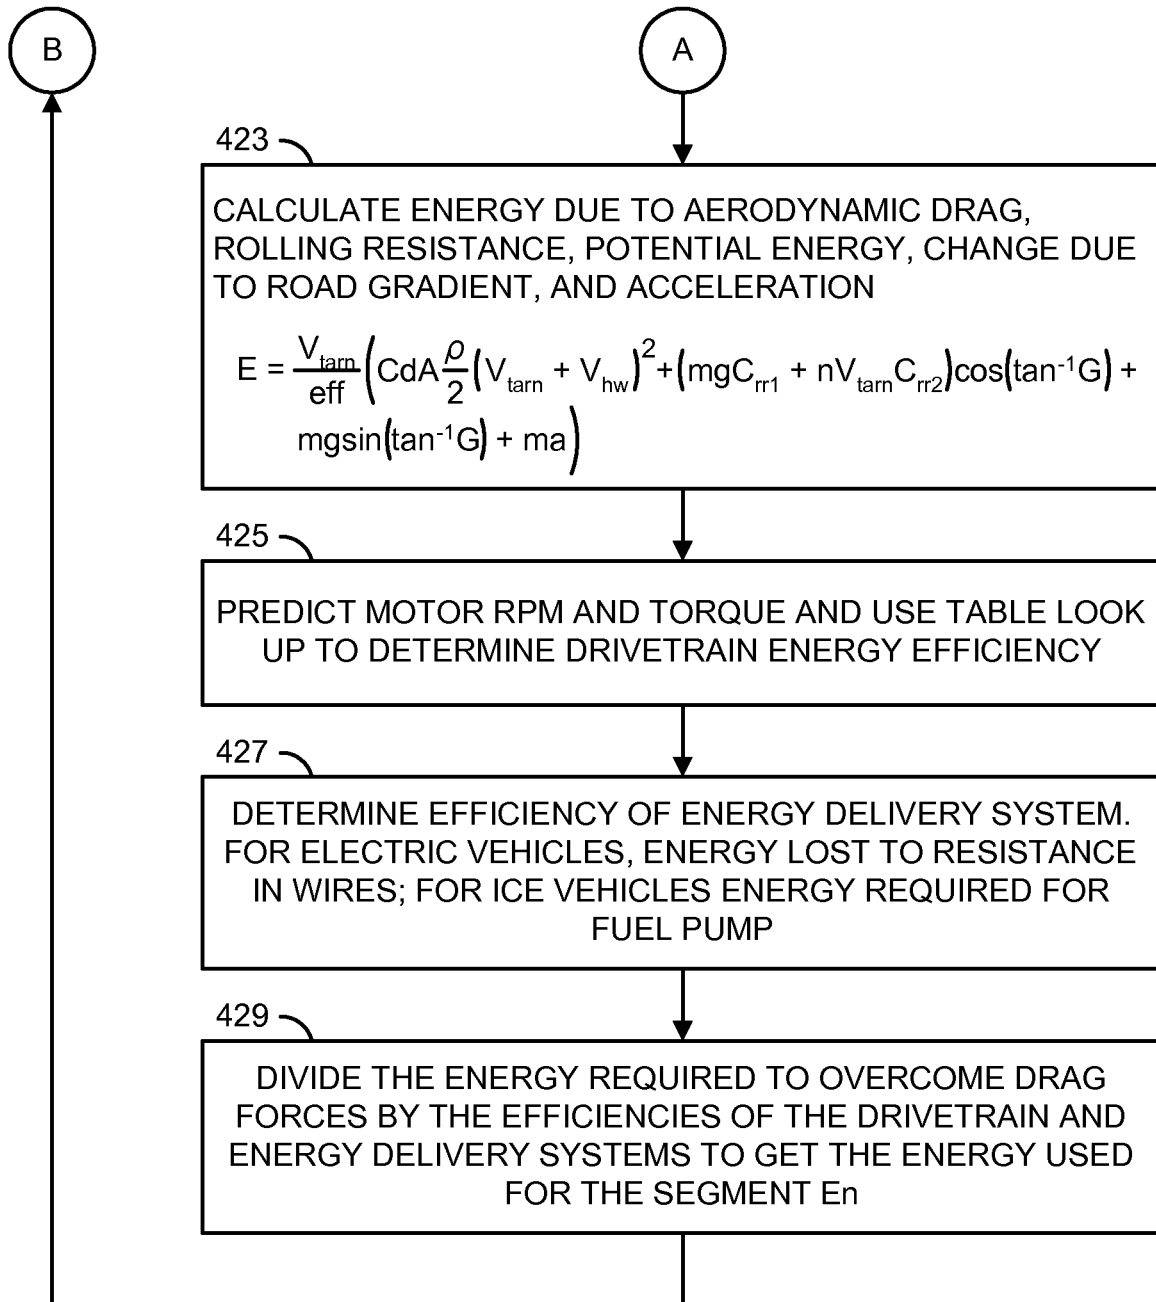 B
A
423
CALCULATE ENERGY DUE TO AERODYNAMIC DRAG,
ROLLING RESISTANCE, POTENTIAL ENERGY, CHANGE DUE
TO ROAD GRADIENT, AND ACCELERATION
E = V_tarn/eff (CdA ρ/2 (V_tarn + V_hw)² + (mgC_rr1 + nV_tarn C_rr2)cos(tan⁻¹G) +
mgsin(tan⁻¹G) + ma)
425
PREDICT MOTOR RPM AND TORQUE AND USE TABLE LOOK
UP TO DETERMINE DRIVETRAIN ENERGY EFFICIENCY
427
DETERMINE EFFICIENCY OF ENERGY DELIVERY SYSTEM.
FOR ELECTRIC VEHICLES, ENERGY LOST TO RESISTANCE
IN WIRES; FOR ICE VEHICLES ENERGY REQUIRED FOR
FUEL PUMP
429
DIVIDE THE ENERGY REQUIRED TO OVERCOME DRAG
FORCES BY THE EFFICIENCIES OF THE DRIVETRAIN AND
ENERGY DELIVERY SYSTEMS TO GET THE ENERGY USED
FOR THE SEGMENT En